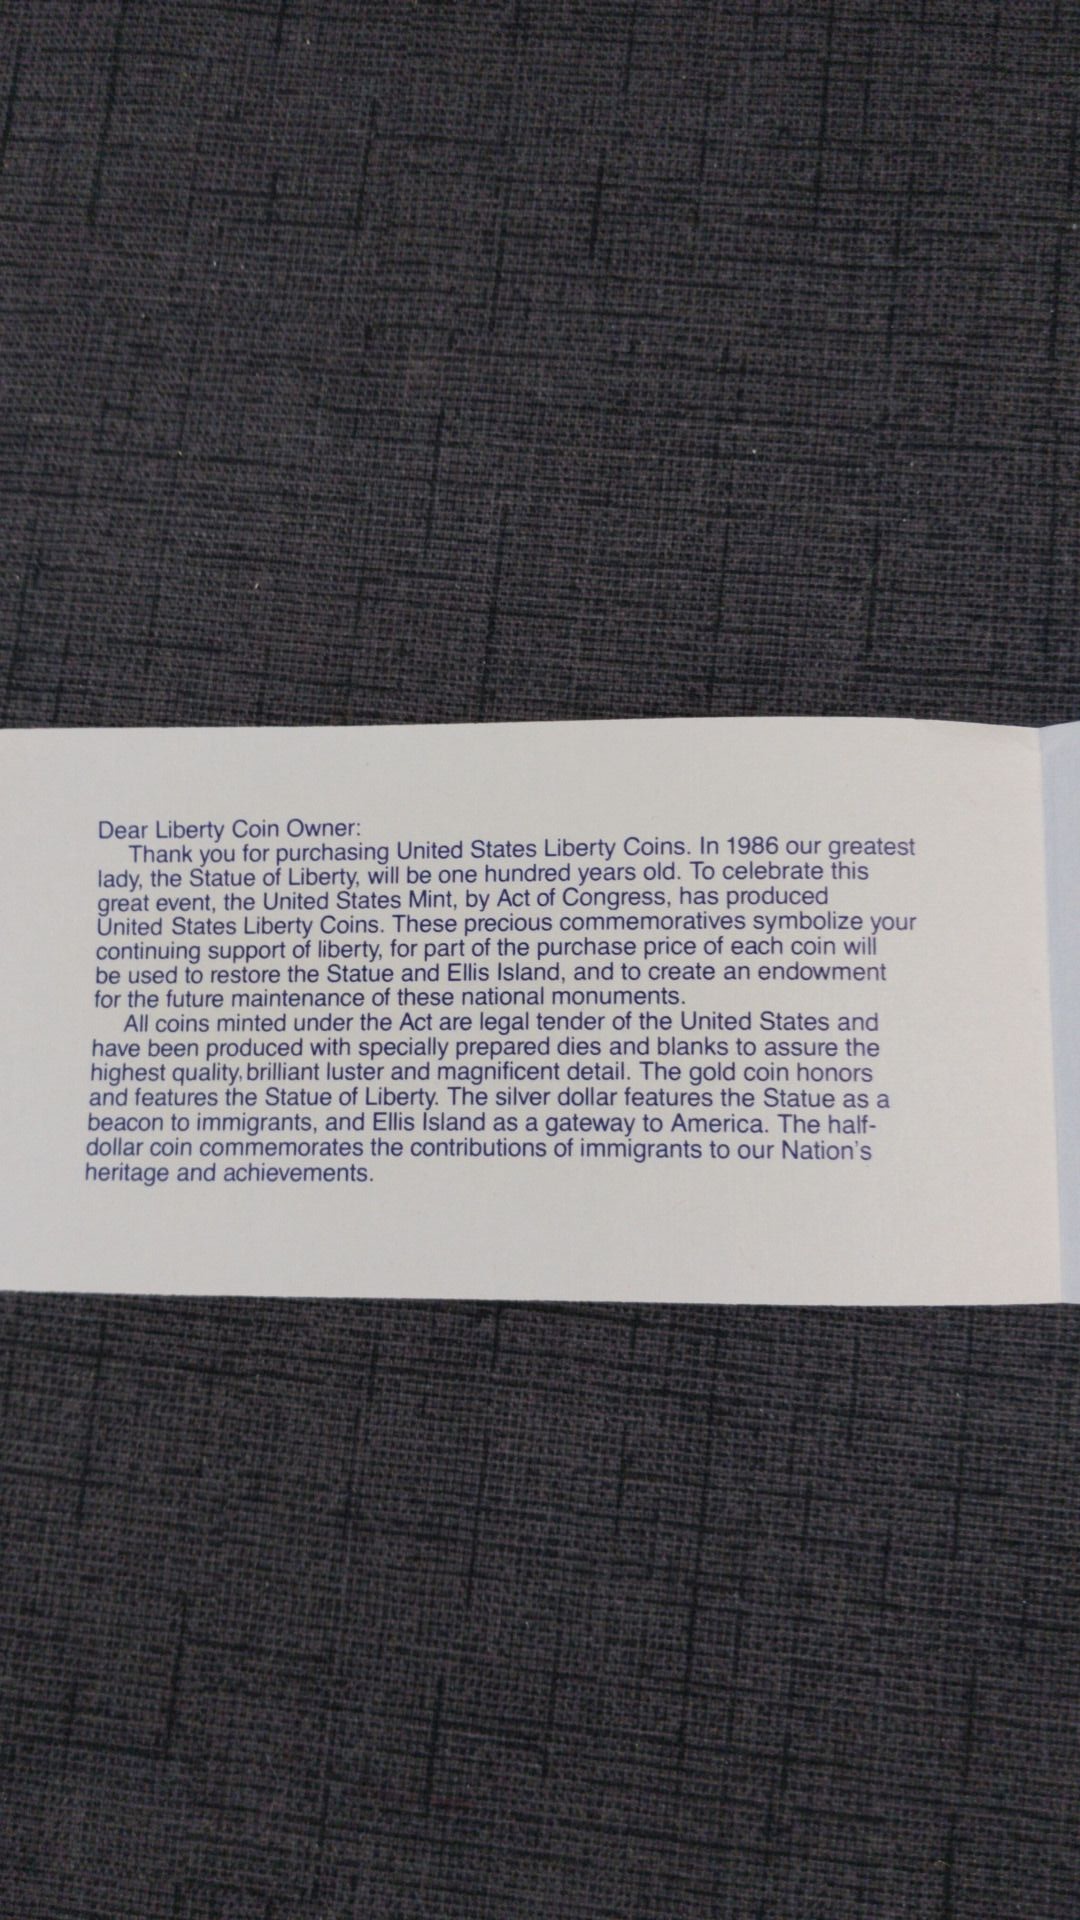 Dear Liberty Coin Owner:
Thank you for purchasing United States Liberty Coins. In 1986 our greatest
lady, the Statue of Liberty, will be one hundred years old. To celebrate this
great event, the United States Mint, by Act of Congress, has produced
United States Liberty Coins. These precious commemoratives symbolize your
continuing support of liberty, for part of the purchase price of each coin will
be used to restore the Statue and Ellis Island, and to create an endowment
for the future maintenance of these national monuments.
All coins minted under the Act are legal tender of the United States and
have been produced with specially prepared dies and blanks to assure the
highest quality, brilliant luster and magnificent detail. The gold coin honors
and features the Statue of Liberty. The silver dollar features the Statue as a
beacon to immigrants, and Ellis Island as a gateway to America. The half-
dollar coin commemorates the contributions of immigrants to our Nation's
heritage and achievements.